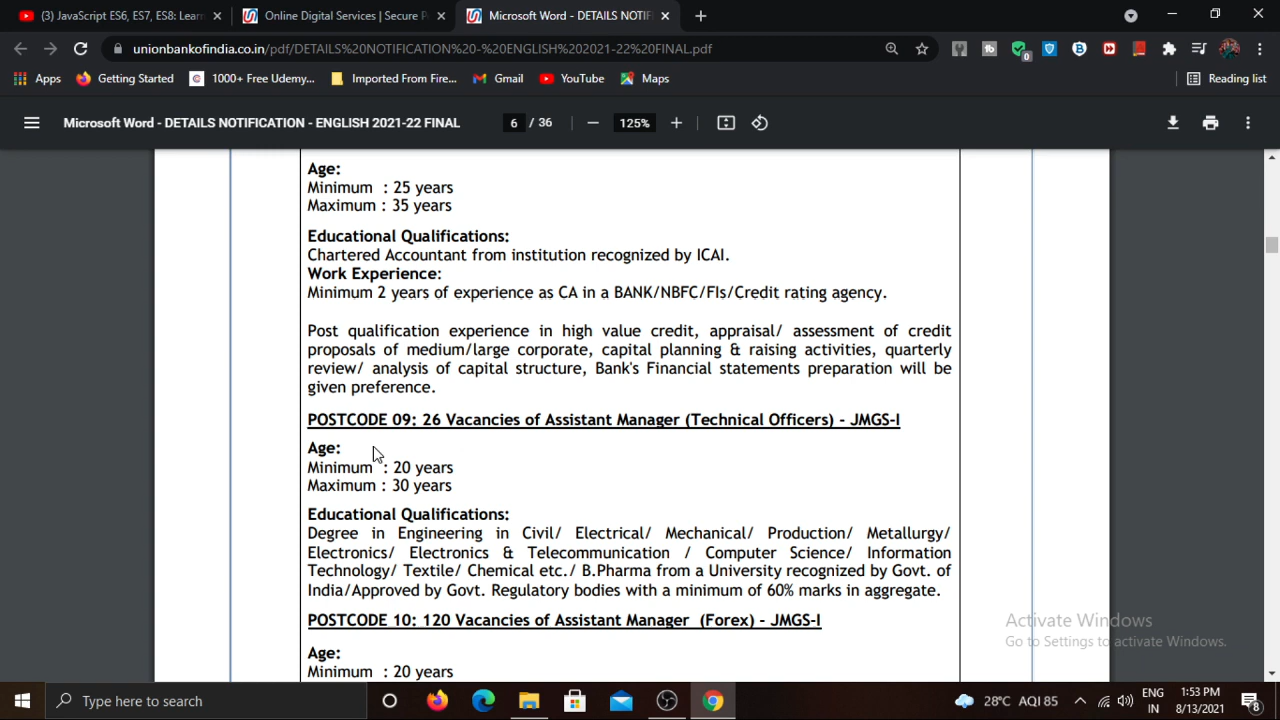 (3) JavaScript ES6, ES7, ES8: Learn
Online Digital Services | Secure P
Microsoft Word - DETAILS NOTIF
unionbankofindia.co.in/pdf/DETAILS%20NOTIFICATION%20-%20ENGLISH%202021-22%20FINAL.pdf
Apps
Getting Started
1000+ Free Udemy...
Imported From Fire...
Gmail
YouTube
Maps
Reading list
Microsoft Word - DETAILS NOTIFICATION - ENGLISH 2021-22 FINAL
6 / 36
125%
Age:
Minimum : 25 years
Maximum : 35 years
Educational Qualifications:
Chartered Accountant from institution recognized by ICAI.
Work Experience:
Minimum 2 years of experience as CA in a BANK/NBFC/FIs/Credit rating agency.
Post qualification experience in high value credit, appraisal/ assessment of credit
proposals of medium/large corporate, capital planning & raising activities, quarterly
review/ analysis of capital structure, Bank's Financial statements preparation will be
given preference.
POSTCODE 09: 26 Vacancies of Assistant Manager (Technical Officers) - JMGS-I
Age:
Minimum : 20 years
Maximum : 30 years
Educational Qualifications:
Degree in Engineering in Civil/ Electrical/ Mechanical/ Production/ Metallurgy/
Electronics/ Electronics & Telecommunication / Computer Science/ Information
Technology/ Textile/ Chemical etc./ B.Pharma from a University recognized by Govt. of
India/Approved by Govt. Regulatory bodies with a minimum of 60% marks in aggregate.
POSTCODE 10: 120 Vacancies of Assistant Manager (Forex) - JMGS-I
Age:
Minimum : 20 years
Activate Windows
Go to Settings to activate Windows.
Type here to search
28°C AQI 85
ENG
IN
1:53 PM
8/13/2021
8